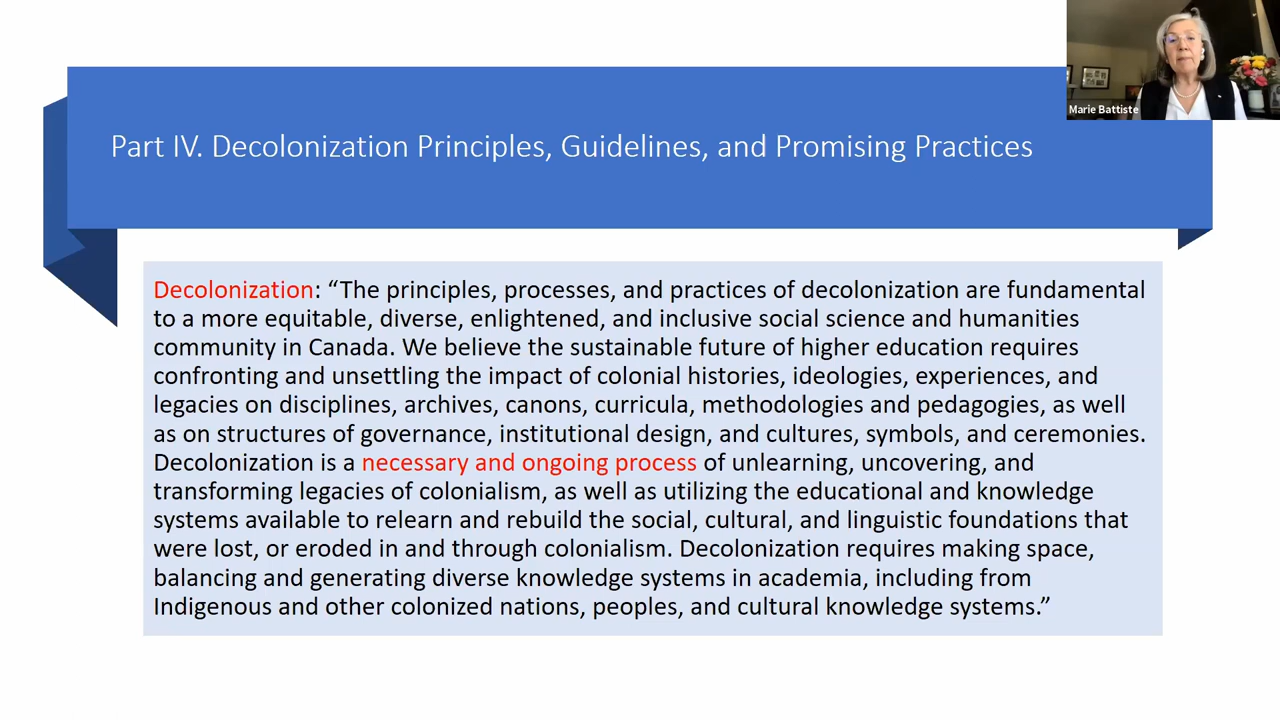 Marie Battiste
Part IV. Decolonization Principles, Guidelines, and Promising Practices
Decolonization: “The principles, processes, and practices of decolonization are fundamental
to a more equitable, diverse, enlightened, and inclusive social science and humanities
community in Canada. We believe the sustainable future of higher education requires
confronting and unsettling the impact of colonial histories, ideologies, experiences, and
legacies on disciplines, archives, canons, curricula, methodologies and pedagogies, as well
as on structures of governance, institutional design, and cultures, symbols, and ceremonies.
Decolonization is a necessary and ongoing process of unlearning, uncovering, and
transforming legacies of colonialism, as well as utilizing the educational and knowledge
systems available to relearn and rebuild the social, cultural, and linguistic foundations that
were lost, or eroded in and through colonialism. Decolonization requires making space,
balancing and generating diverse knowledge systems in academia, including from
Indigenous and other colonized nations, peoples, and cultural knowledge systems.”